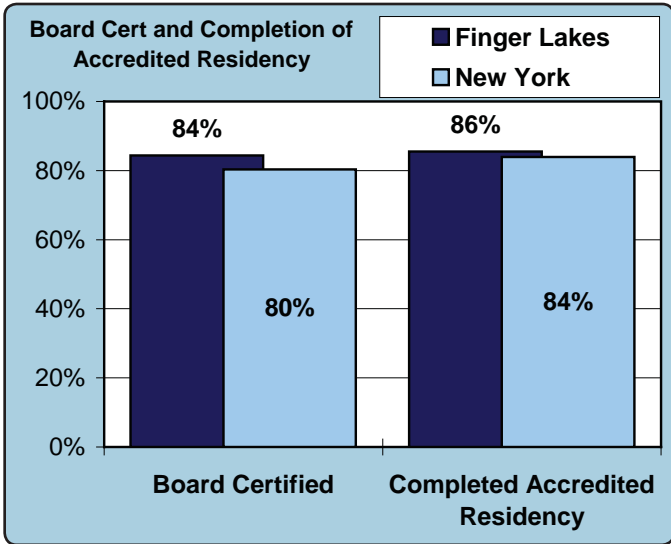 Board Cert and Completion of
Accredited Residency
Finger Lakes
New York
100%
80%
60%
40%
20%
0%
84%
80%
86%
84%
Board Certified
Completed Accredited
Residency